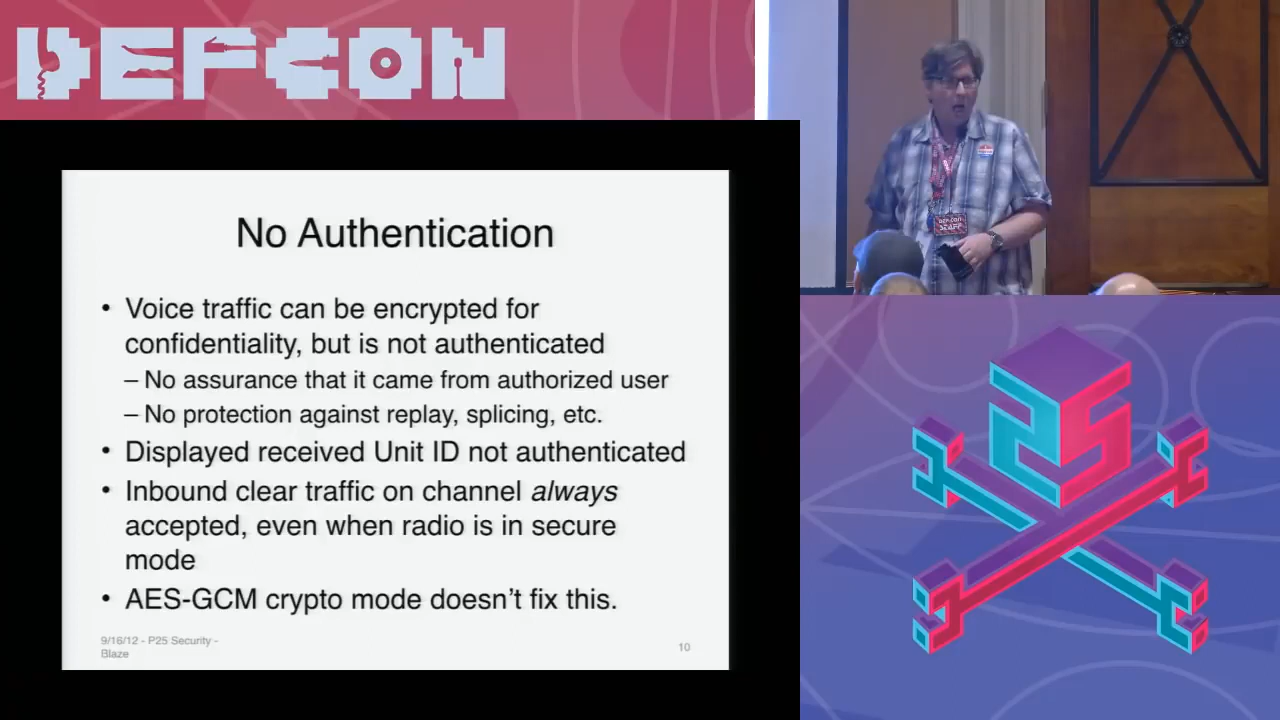 DEFCON
No Authentication
• Voice traffic can be encrypted for
confidentiality, but is not authenticated
– No assurance that it came from authorized user
– No protection against replay, splicing, etc.
• Displayed received Unit ID not authenticated
• Inbound clear traffic on channel always
accepted, even when radio is in secure
mode
• AES-GCM crypto mode doesn't fix this.
9/16/12 - P25 Security -
Blaze
10
DEFCON
STAFF
25